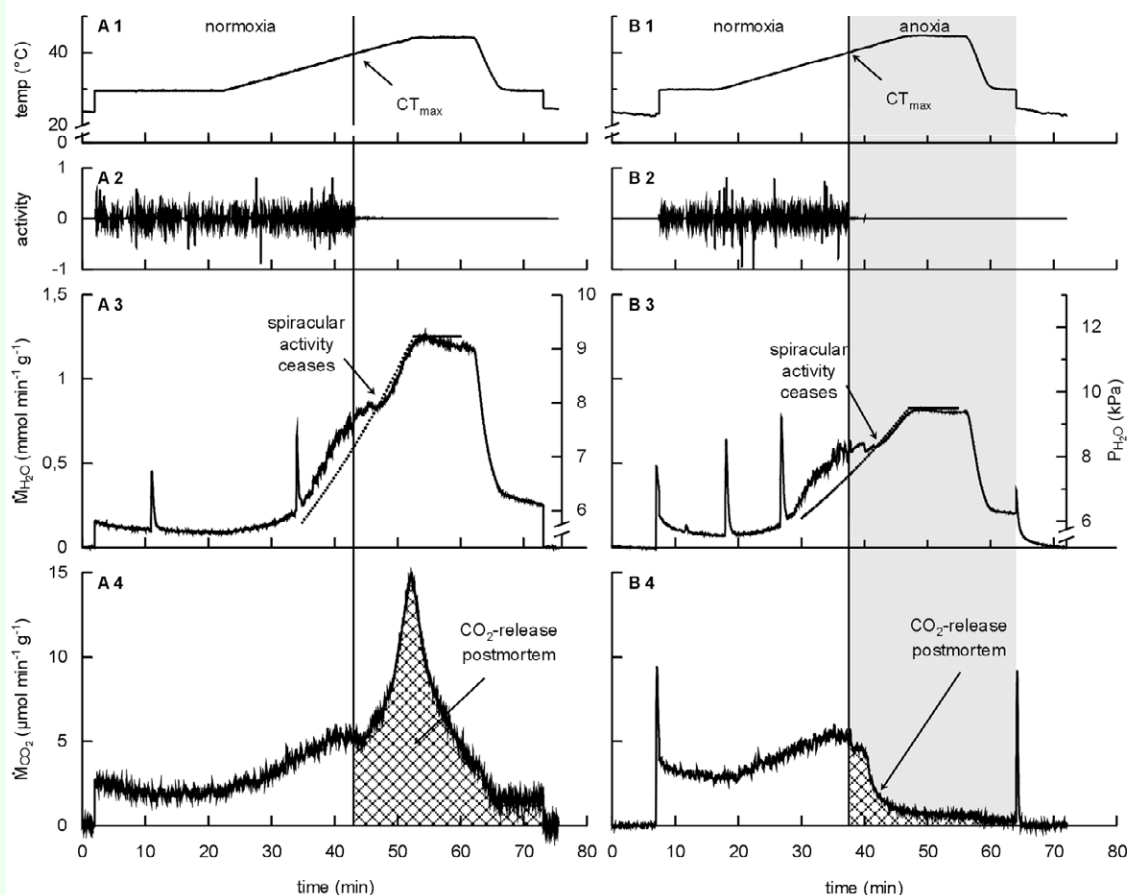 A 1
normoxia
temp (°C)
40
20
0
CTmax
B 1
normoxia
anoxia
CTmax
A 2
activity
1
0
-1
B 2
A 3
ṀH2O (mmol min-1 g-1)
1,5
1
0,5
0
spiracular
activity
ceases
10
9
8
7
6
B 3
spiracular
activity
ceases
12
10
8
6
PH2O (kPa)
A 4
ṀCO2 (µmol min-1 g-1)
15
10
5
0
CO2-release
postmortem
B 4
CO2-release
postmortem
0 10 20 30 40 50 60 70 80
0 10 20 30 40 50 60 70 80
time (min)
time (min)